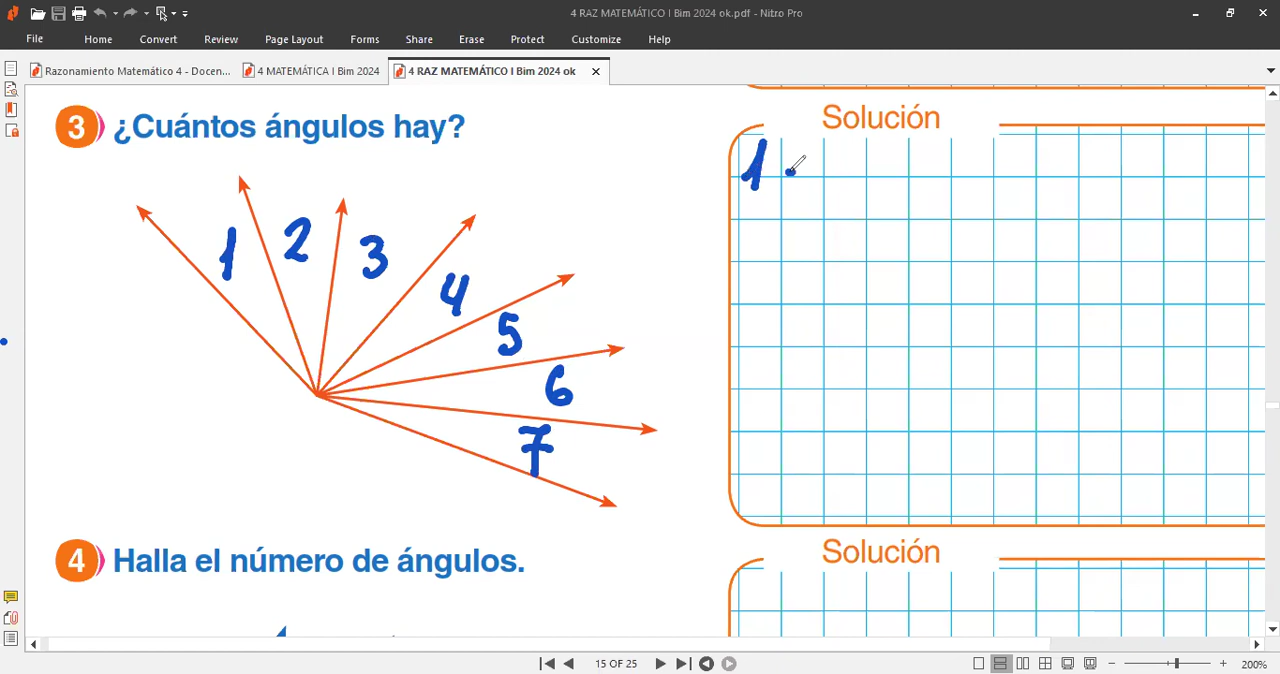 4 RAZ MATEMÁTICO I Bim 2024 ok.pdf - Nitro Pro
File Home Convert Review Page Layout Forms Share Erase Protect Customize Help
Razonamiento Matemático 4 - Docen... 4 MATEMÁTICA I Bim 2024 4 RAZ MATEMÁTICO I Bim 2024 ok
3 ¿Cuántos ángulos hay?
Solución
1
1
2
3
4
5
6
7
4 Halla el número de ángulos.
Solución
15 OF 25
200%